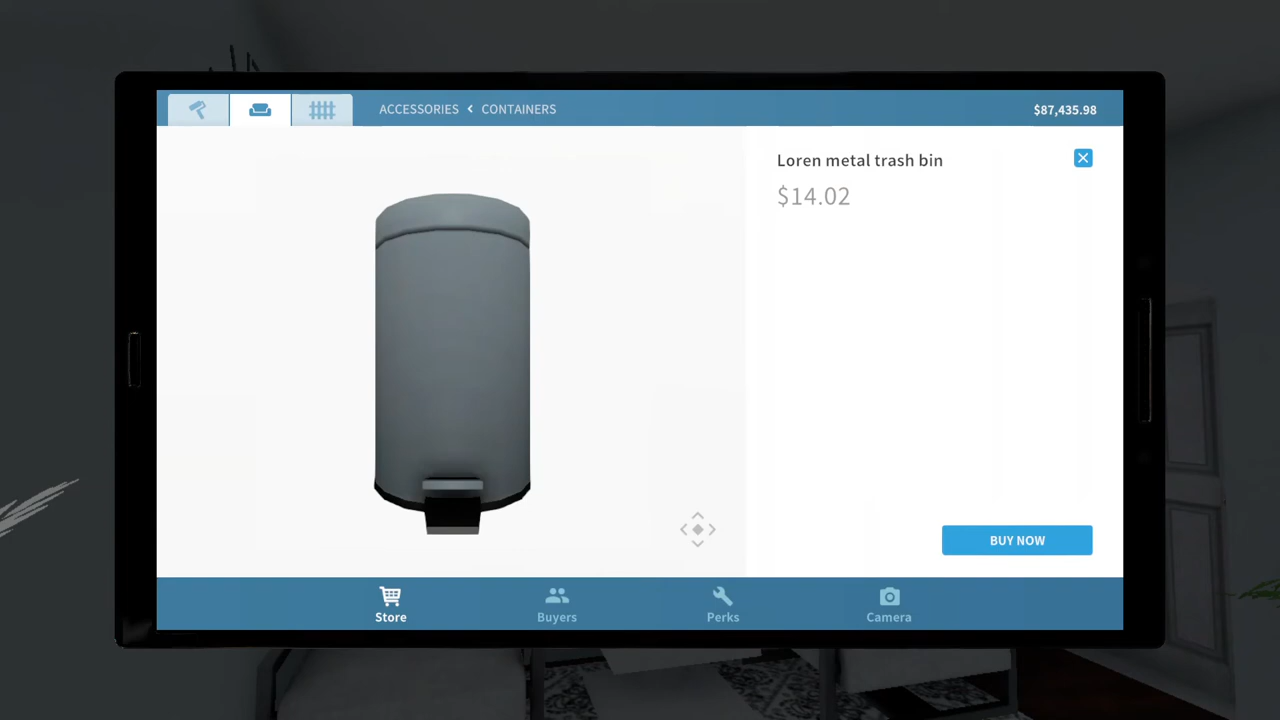 ACCESSORIES < CONTAINERS
$87,435.98
Loren metal trash bin
$14.02
BUY NOW
Store
Buyers
Perks
Camera